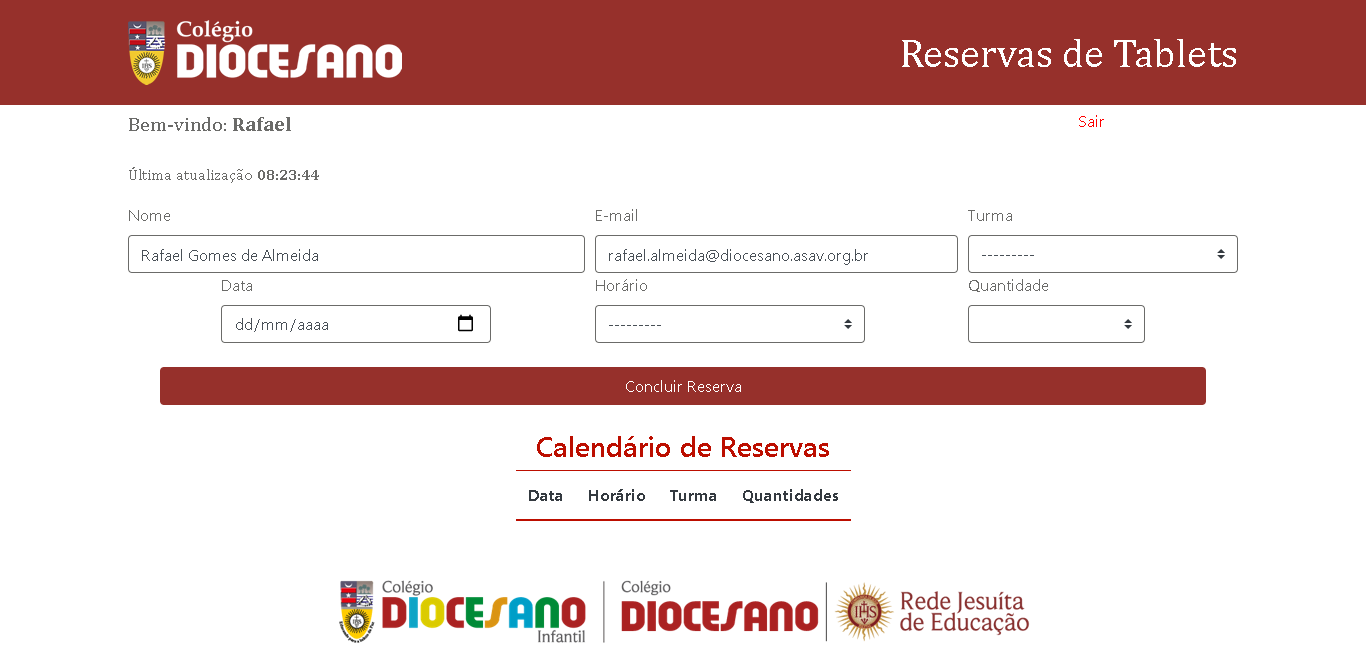 Colégio
DIOCESANO
Reservas de Tablets
Bem-vindo: Rafael
Sair
Última atualização 08:23:44
Nome
E-mail
Turma
Rafael Gomes de Almeida
rafael.almeida@diocesano.asav.org.br
---------
Data
Horário
Quantidade
dd/mm/aaaa
---------
Concluir Reserva
Calendário de Reservas
Data Horário Turma Quantidades
Colégio
DIOCESANO
Infantil
Colégio
DIOCESANO
IHS
Rede Jesuíta
de Educação